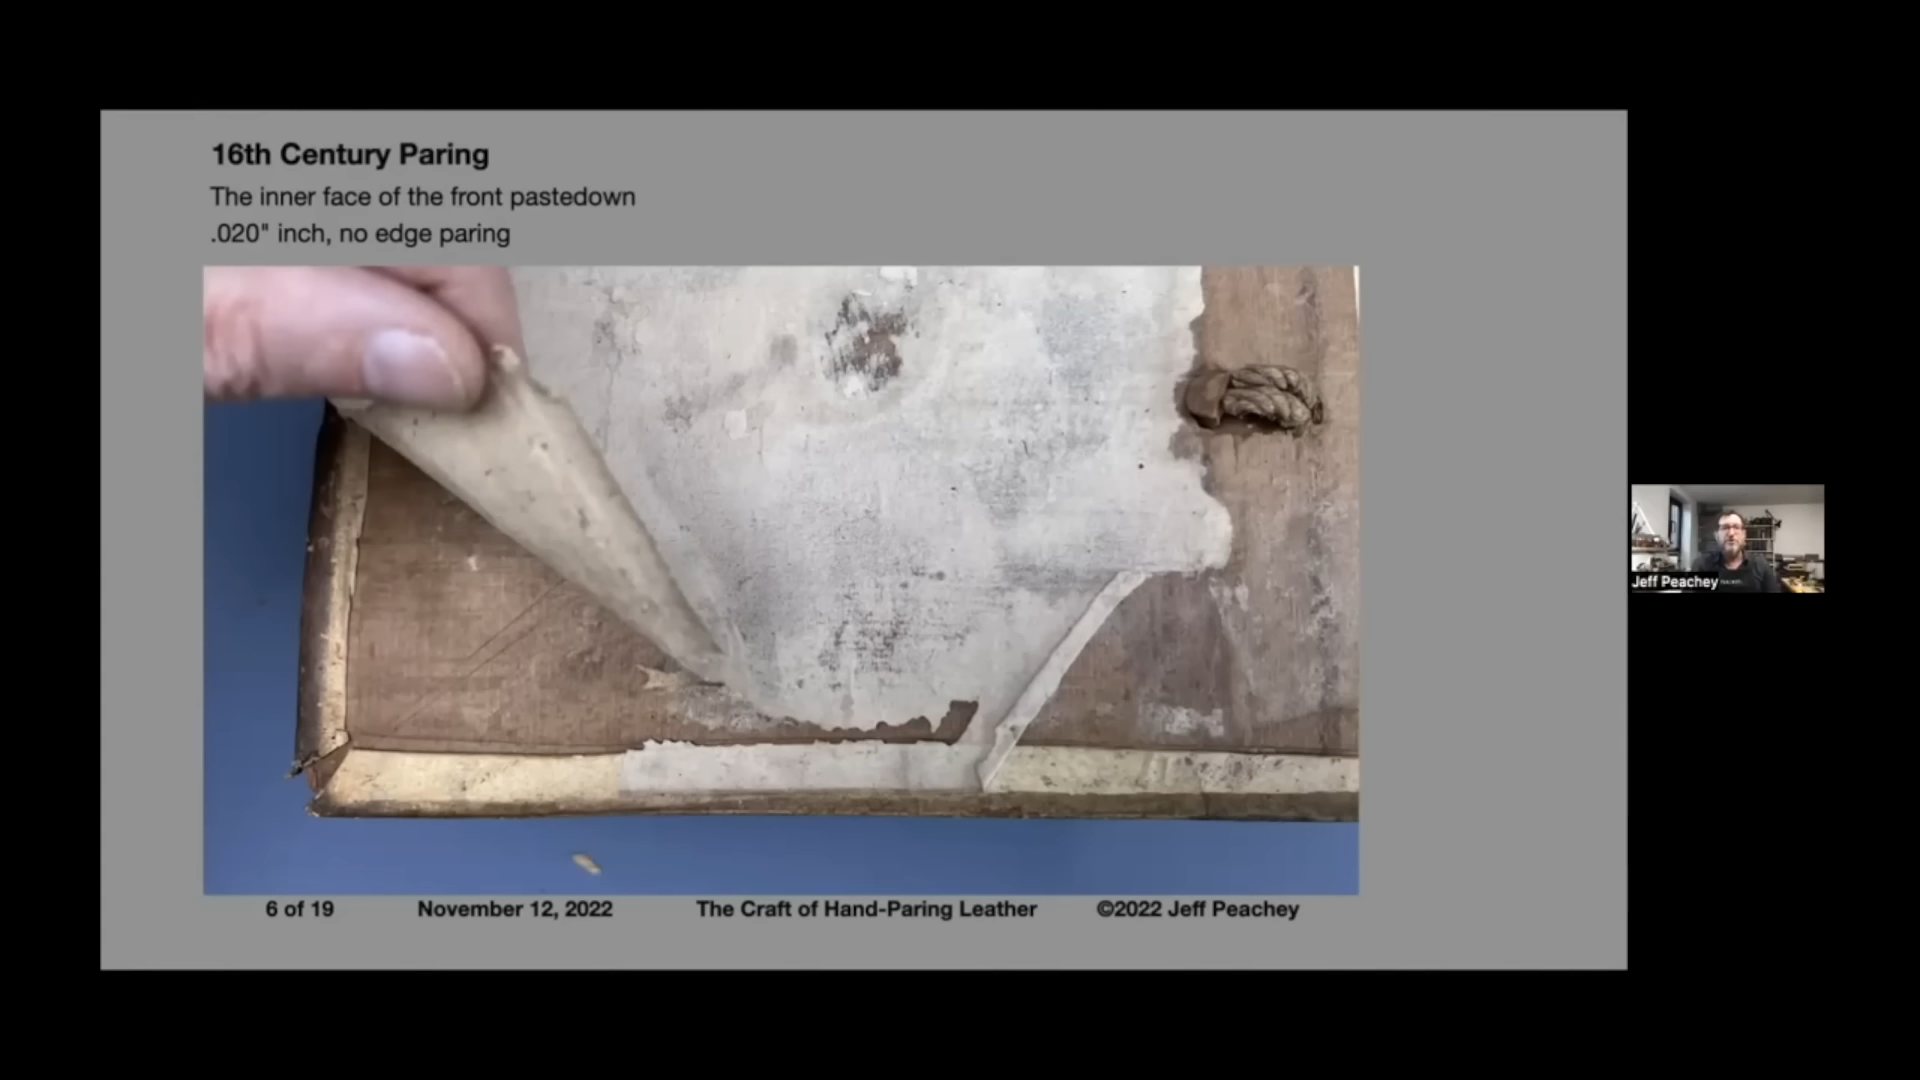 16th Century Paring
The inner face of the front pastedown
.020" inch, no edge paring
Jeff Peachey
6 of 19 November 12, 2022 The Craft of Hand-Paring Leather ©2022 Jeff Peachey